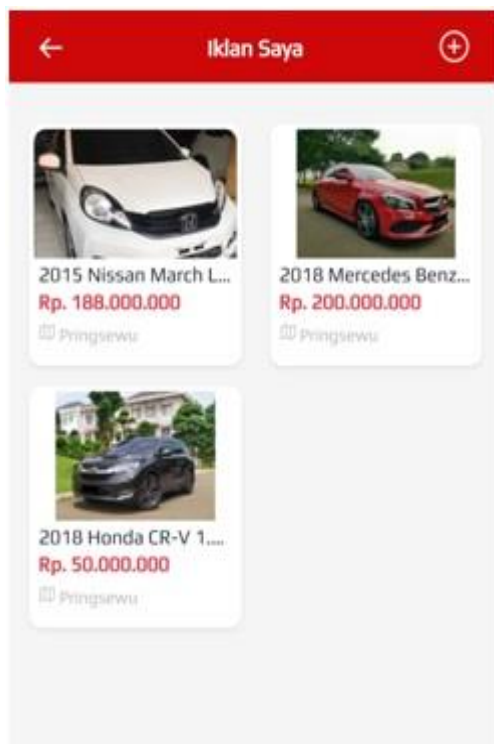 Iklan Saya
2015 Nissan March L...
Rp. 188.000.000
Pringsewu
2018 Mercedes Benz...
Rp. 200.000.000
Pringsewu
2018 Honda CR-V 1....
Rp. 50.000.000
Pringsewu